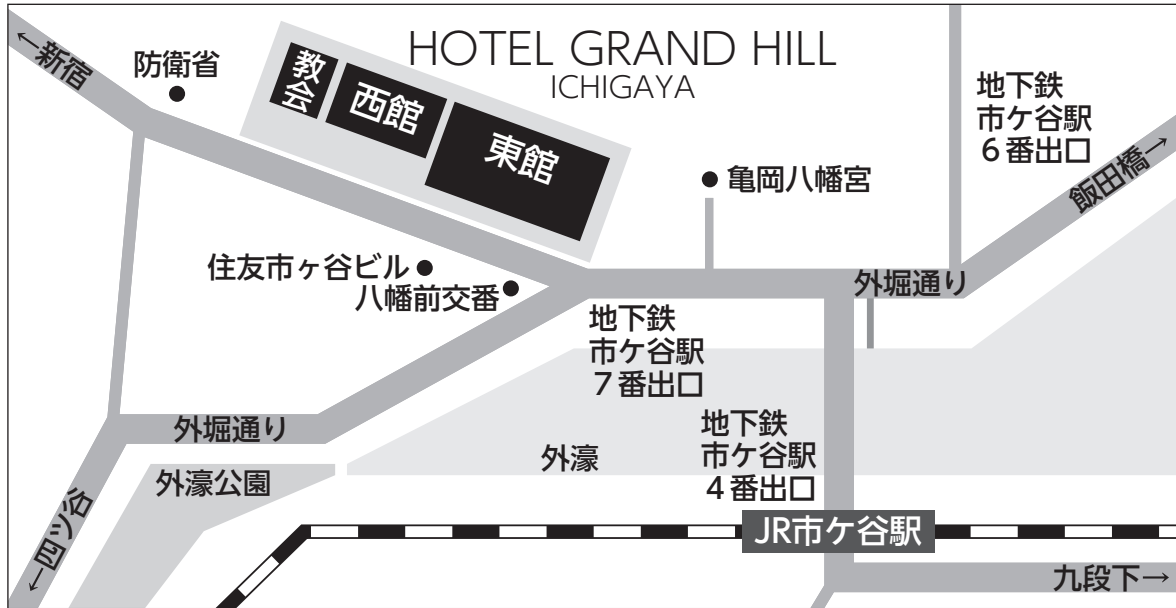 ←新宿
防衛省
教会
西館
東館
HOTEL GRAND HILL
ICHIGAYA
地下鉄
市ケ谷駅
6番出口
飯田橋→
亀岡八幡宮
住友市ヶ谷ビル
八幡前交番
外堀通り
地下鉄
市ケ谷駅
7番出口
地下鉄
市ケ谷駅
4番出口
外堀通り
外濠
外濠公園
←四ツ谷
JR市ケ谷駅
九段下→